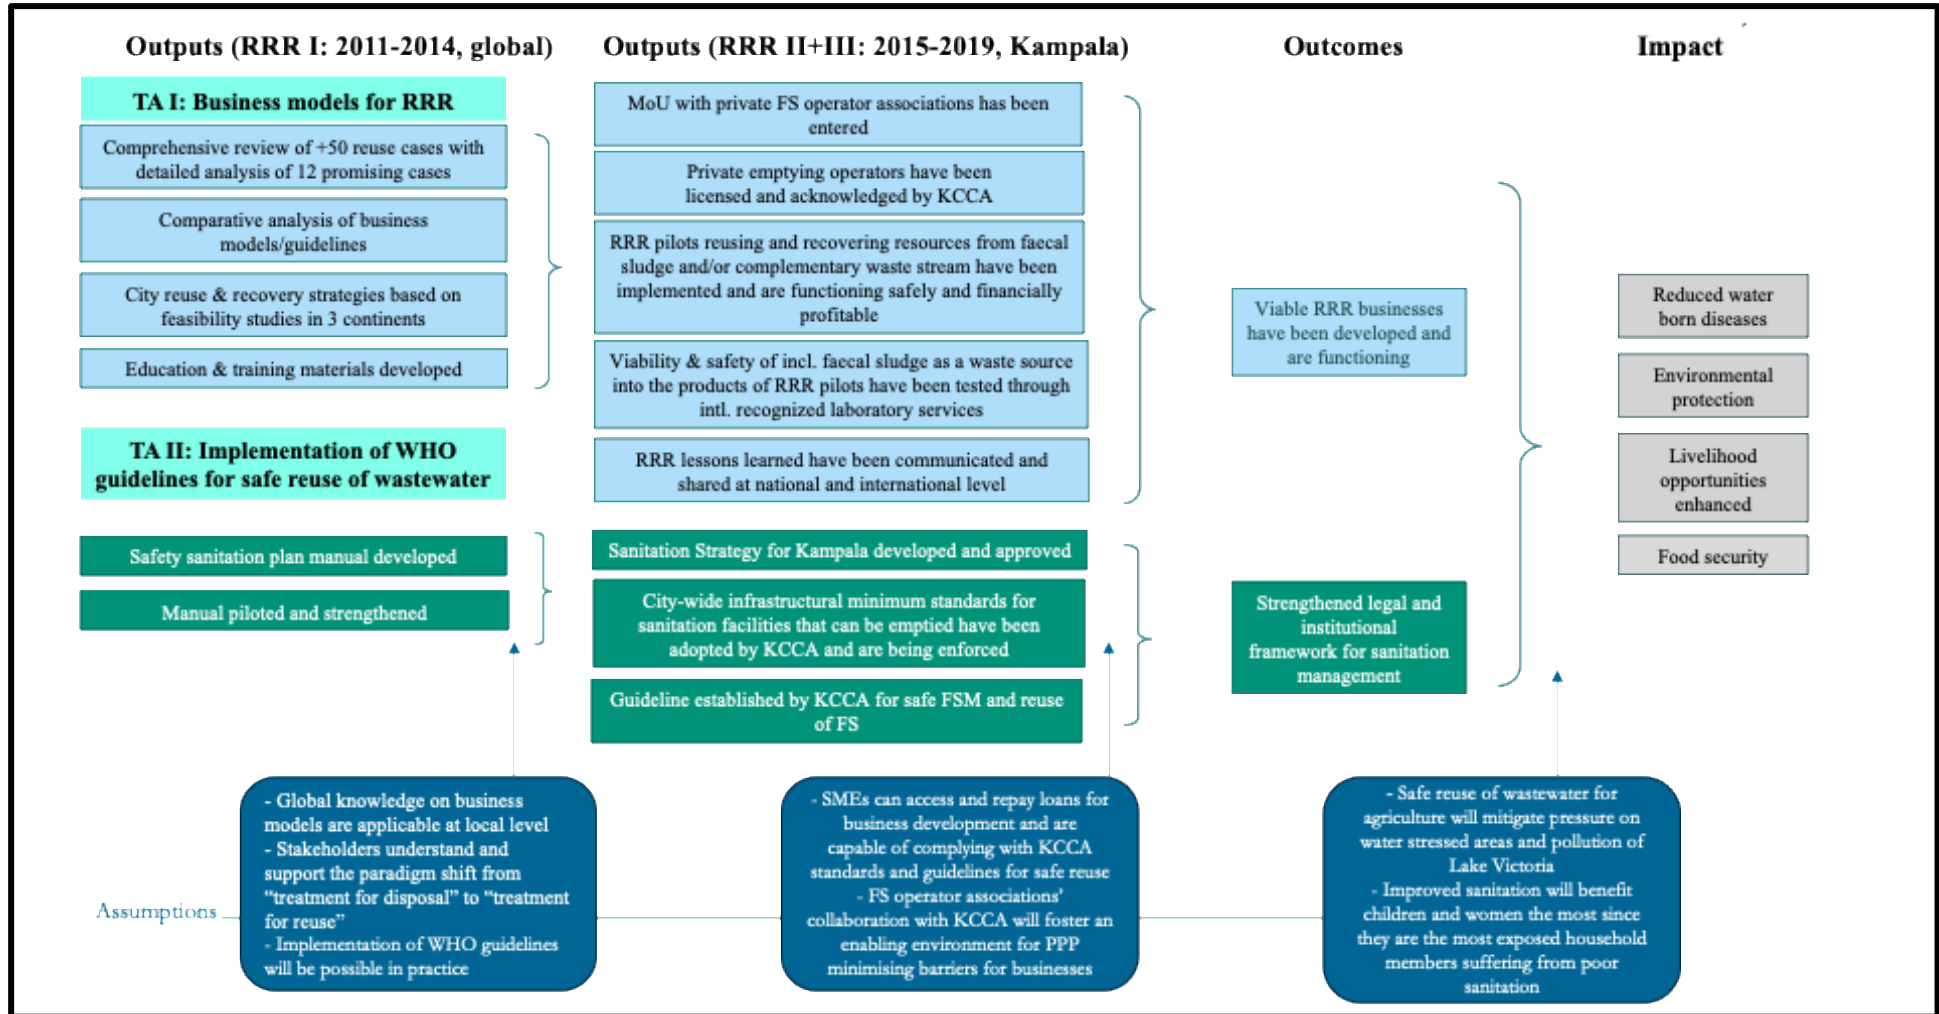 Outputs (RRR I: 2011-2014, global)
TA I: Business models for RRR
Comprehensive review of +50 reuse cases with
detailed analysis of 12 promising cases
Comparative analysis of business
models/guidelines
City reuse & recovery strategies based on
feasibility studies in 3 continents
Education & training materials developed
TA II: Implementation of WHO
guidelines for safe reuse of wastewater
Safety sanitation plan manual developed
Manual piloted and strengthened
Outputs (RRR II+III: 2015-2019, Kampala)
MoU with private FS operator associations has been
entered
Private emptying operators have been
licensed and acknowledged by KCCA
RRR pilots reusing and recovering resources from faecal
sludge and/or complementary waste stream have been
implemented and are functioning safely and financially
profitable
Viability & safety of incl. faecal sludge as a waste source
into the products of RRR pilots have been tested through
intl. recognized laboratory services
RRR lessons learned have been communicated and
shared at national and international level
Sanitation Strategy for Kampala developed and approved
City-wide infrastructural minimum standards for
sanitation facilities that can be emptied have been
adopted by KCCA and are being enforced
Guideline established by KCCA for safe FSM and reuse
of FS
Outcomes
Viable RRR businesses
have been developed and
are functioning
Strengthened legal and
institutional
framework for sanitation
management
Impact
Reduced water
born diseases
Environmental
protection
Livelihood
opportunities
enhanced
Food security
Assumptions
- Global knowledge on business
models are applicable at local level
- Stakeholders understand and
support the paradigm shift from
“treatment for disposal” to “treatment
for reuse”
- Implementation of WHO guidelines
will be possible in practice
- SMEs can access and repay loans for
business development and are
capable of complying with KCCA
standards and guidelines for safe reuse
- FS operator associations’
collaboration with KCCA will foster an
enabling environment for PPP
minimising barriers for businesses
- Safe reuse of wastewater for
agriculture will mitigate pressure on
water stressed areas and pollution of
Lake Victoria
- Improved sanitation will benefit
children and women the most since
they are the most exposed household
members suffering from poor
sanitation